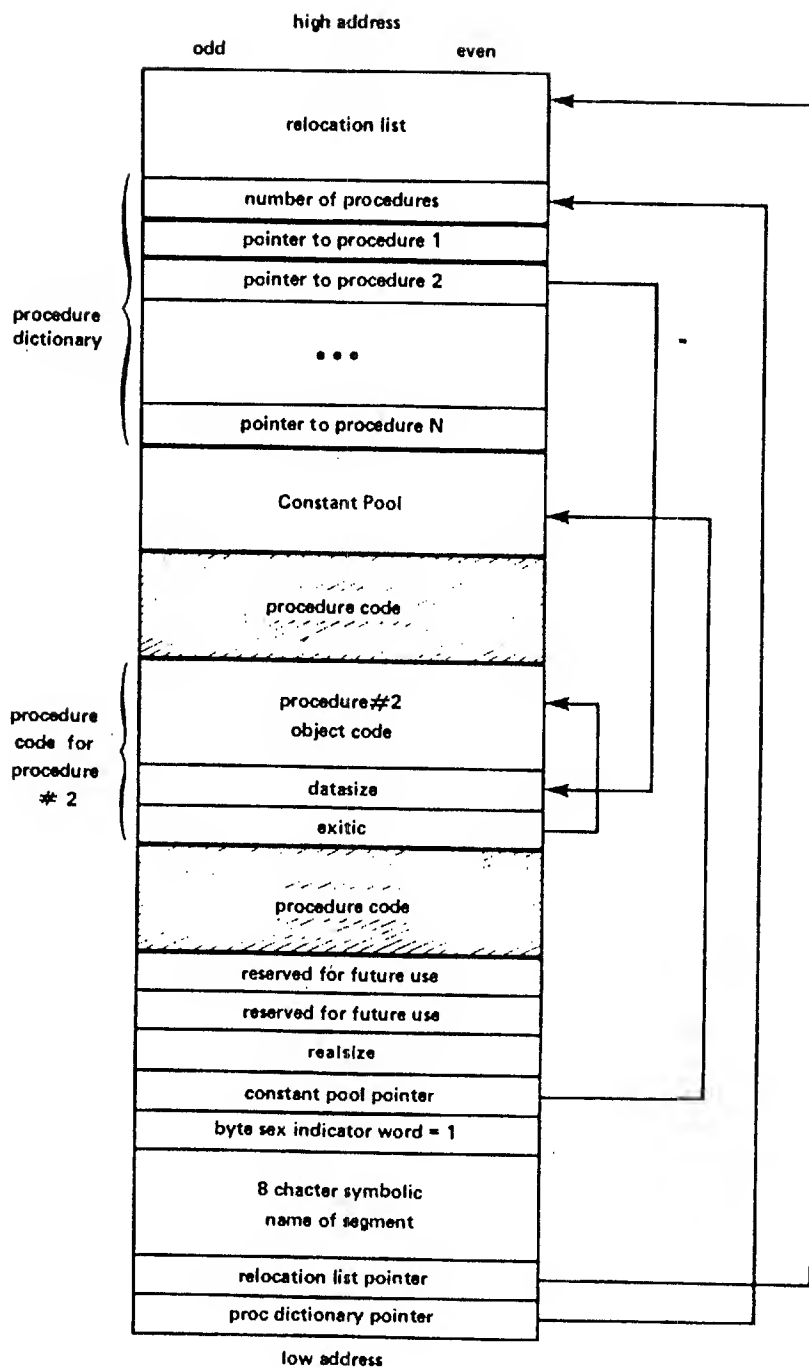 high address
odd even
relocation list
number of procedures
pointer to procedure 1
pointer to procedure 2
procedure
dictionary
• • •
pointer to procedure N
Constant Pool
procedure code
procedure
code for
procedure
# 2
procedure#2
object code
datasize
exitic
procedure code
reserved for future use
reserved for future use
realsize
constant pool pointer
byte sex indicator word = 1
8 chacter symbolic
name of segment
relocation list pointer
proc dictionary pointer
low address